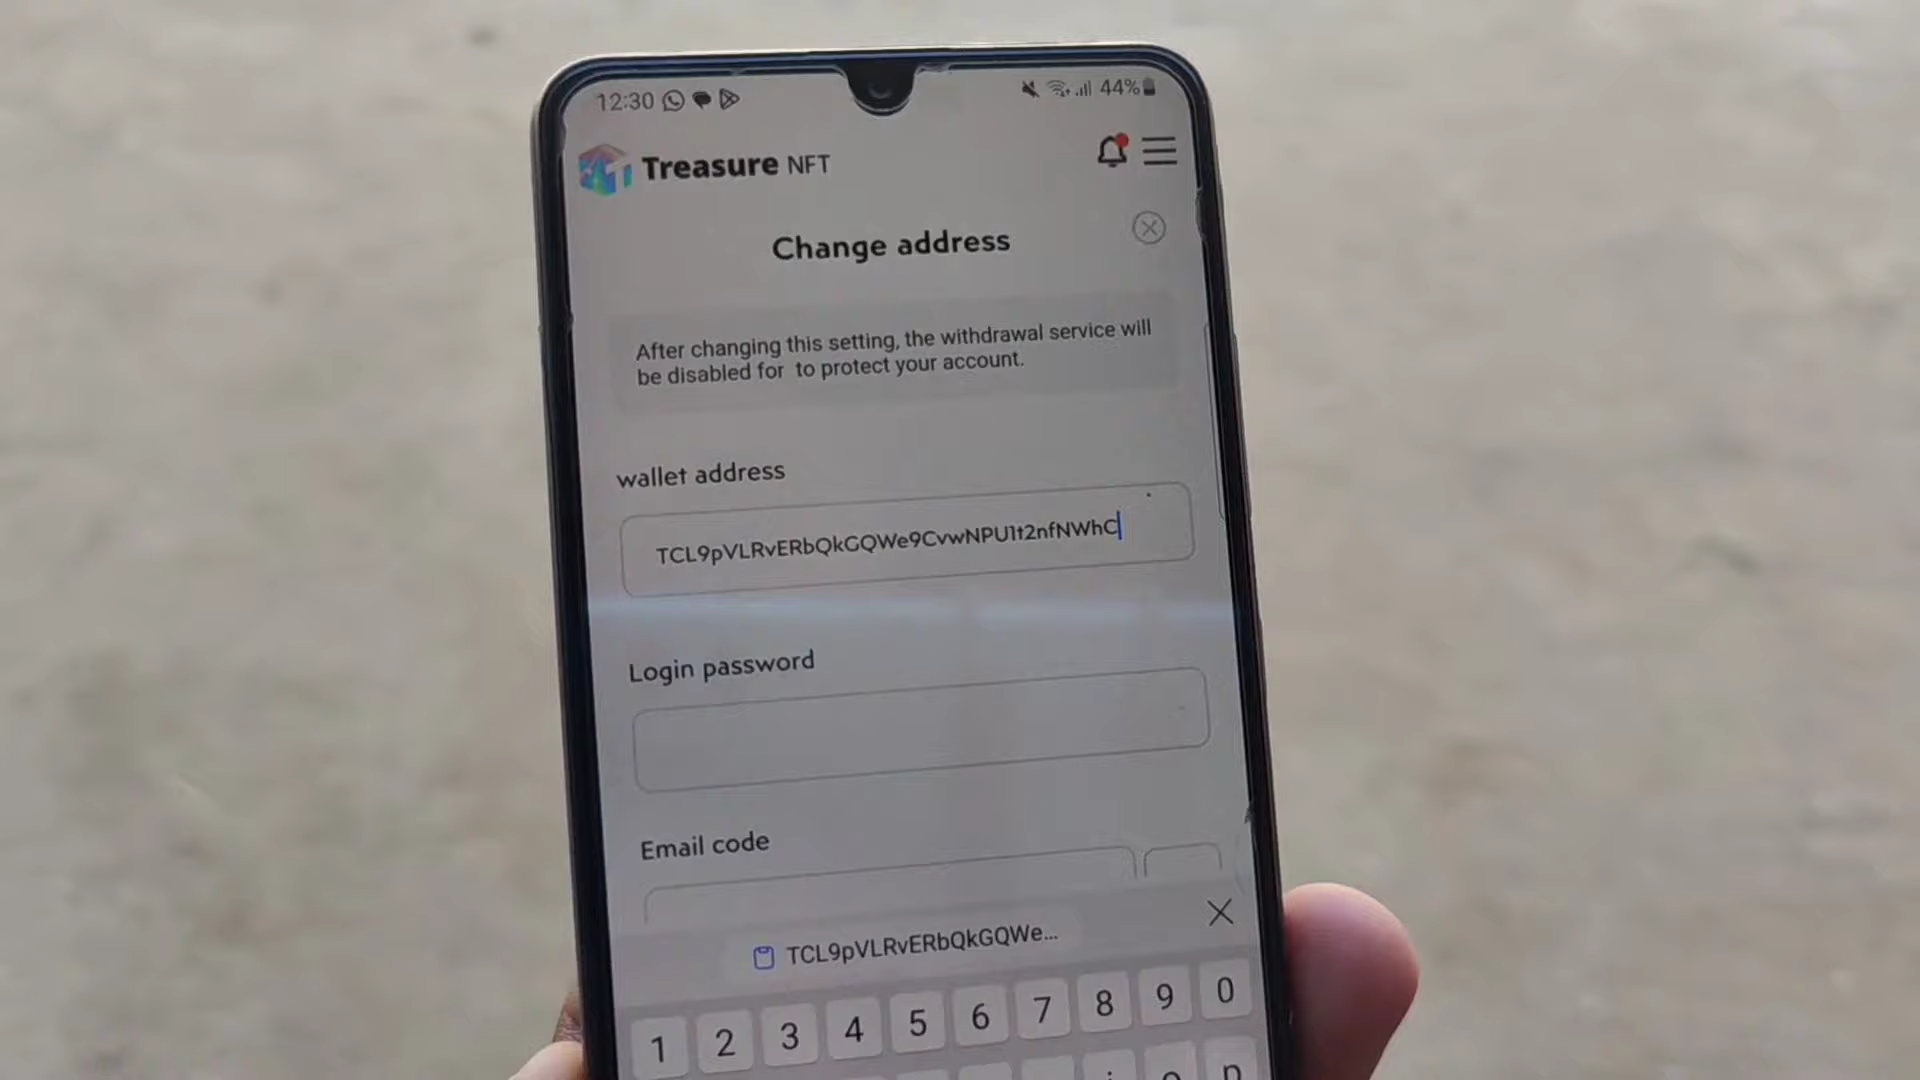 12:30 44%
Treasure NFT
Change address
After changing this setting, the withdrawal service will
be disabled for to protect your account.
wallet address
TCL9pVLRvERbQkGQWe9CvwNPU1t2nfNWhC
Login password
Email code
TCL9pVLRvERbQkGQWe...
1 2 3 4 5 6 7 8 9 0